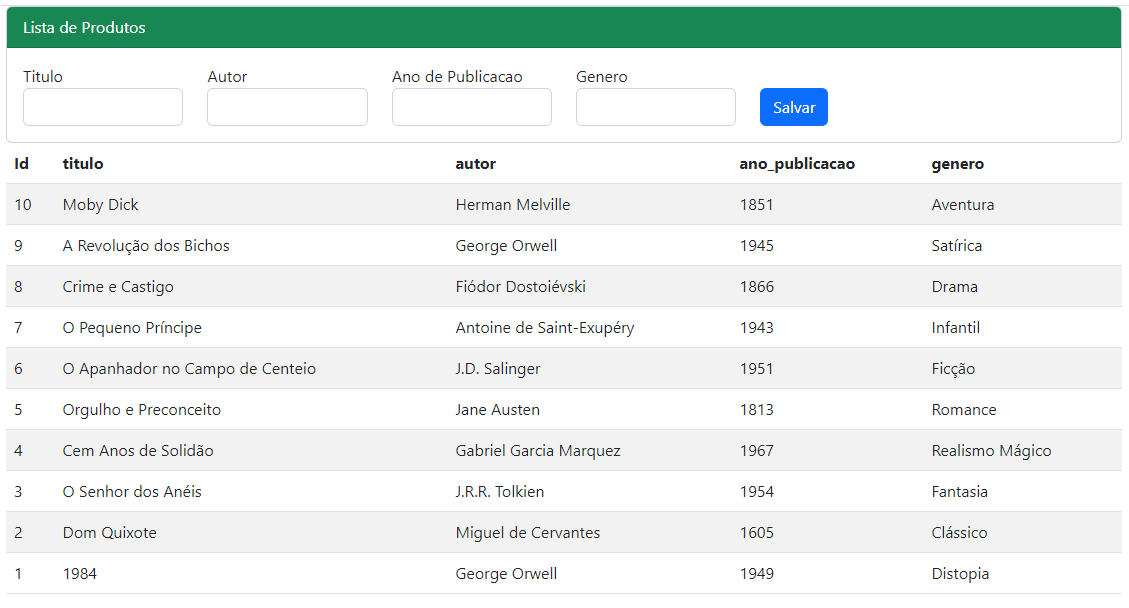 Lista de Produtos
Titulo Autor Ano de Publicacao Genero
Salvar
Id titulo autor ano_publicacao genero
10 Moby Dick Herman Melville 1851 Aventura
9 A Revolução dos Bichos George Orwell 1945 Satírica
8 Crime e Castigo Fiódor Dostoiévski 1866 Drama
7 O Pequeno Príncipe Antoine de Saint-Exupéry 1943 Infantil
6 O Apanhador no Campo de Centeio J.D. Salinger 1951 Ficção
5 Orgulho e Preconceito Jane Austen 1813 Romance
4 Cem Anos de Solidão Gabriel Garcia Marquez 1967 Realismo Mágico
3 O Senhor dos Anéis J.R.R. Tolkien 1954 Fantasia
2 Dom Quixote Miguel de Cervantes 1605 Clássico
1 1984 George Orwell 1949 Distopia